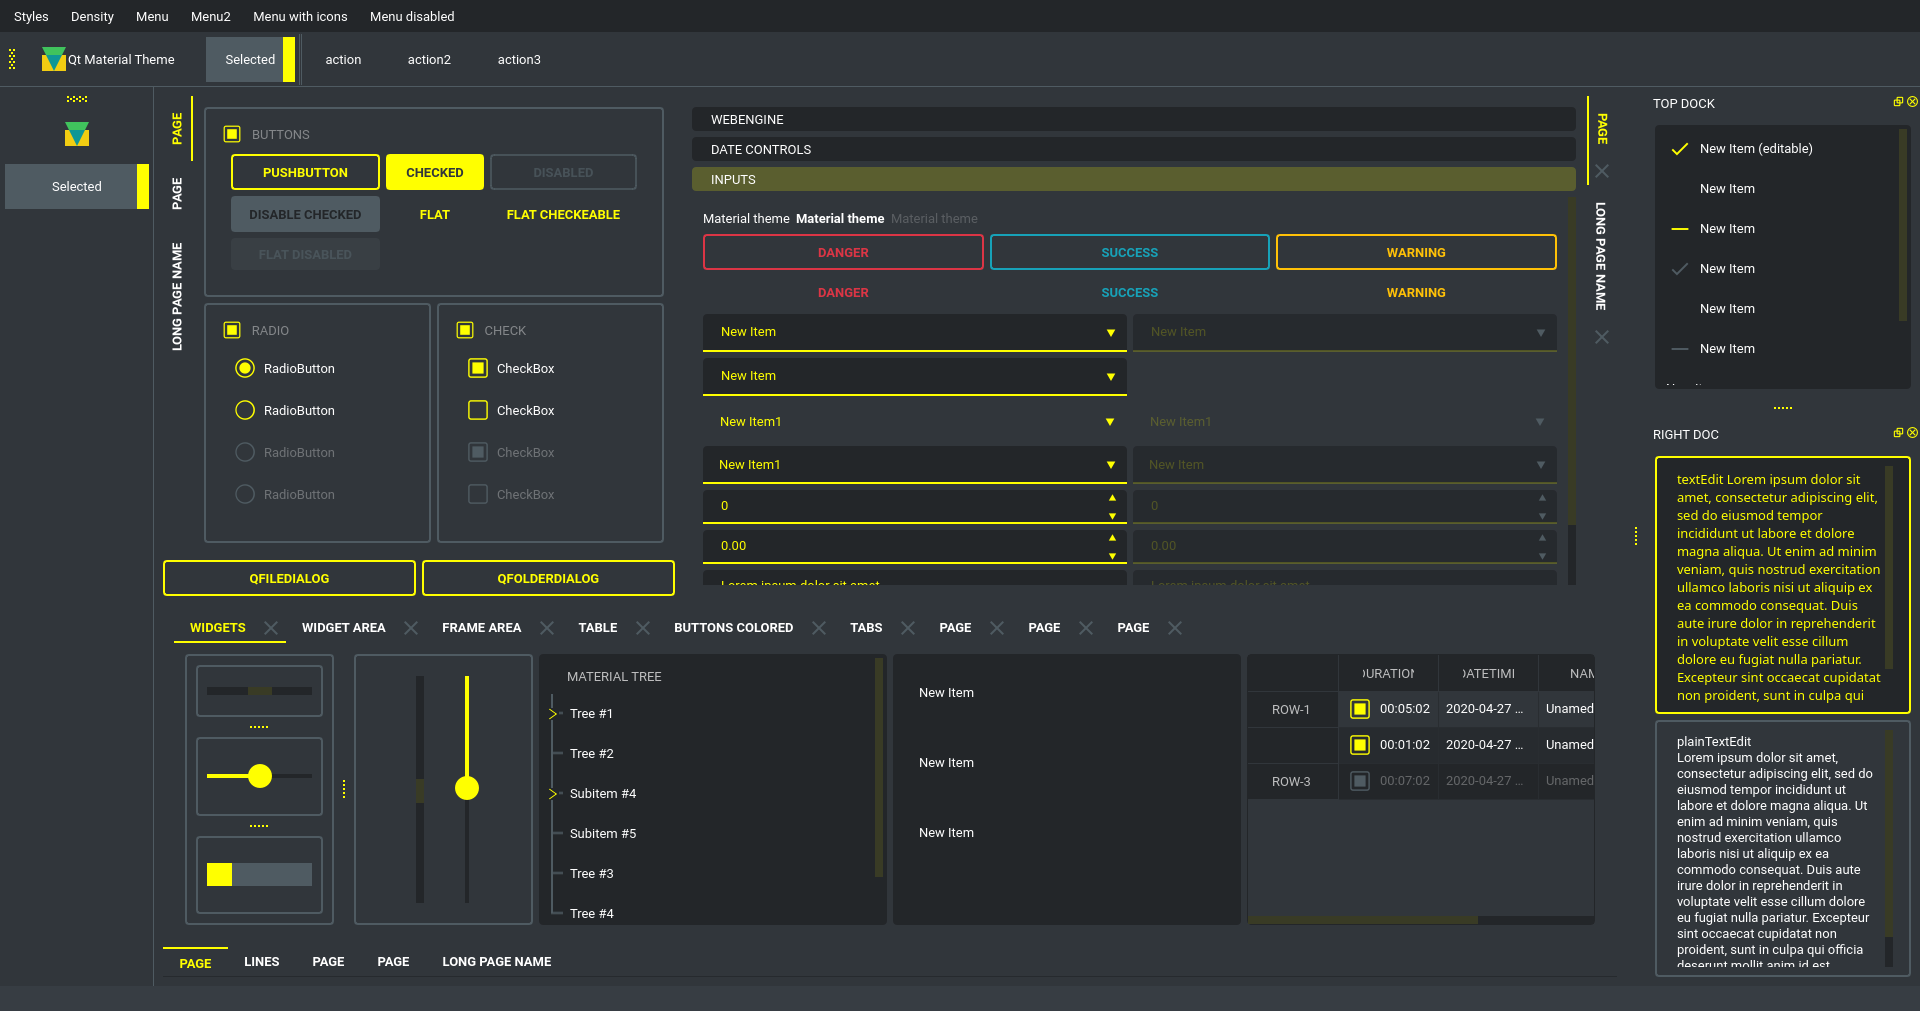 Styles Density Menu Menu2 Menu with icons Menu disabled
Qt Material Theme Selected action action2 action3
Selected
PAGE
PAGE
LONG PAGE NAME
BUTTONS
PUSHBUTTON CHECKED DISABLED
DISABLE CHECKED FLAT FLAT CHECKEABLE
FLAT DISABLED
RADIO
RadioButton
RadioButton
RadioButton
RadioButton
CHECK
CheckBox
CheckBox
CheckBox
CheckBox
QFILEDIALOG QFOLDERDIALOG
WEBENGINE
DATE CONTROLS
INPUTS
Material theme Material theme Material theme
DANGER SUCCESS WARNING
DANGER SUCCESS WARNING
New Item New Item
New Item
New Item1 New Item1
New Item1 New Item
0 0
0.00 0.00
Lorem ipsum dolor sit amet Lorem ipsum dolor sit amet
PAGE
LONG PAGE NAME
WIDGETS WIDGET AREA FRAME AREA TABLE BUTTONS COLORED TABS PAGE PAGE PAGE
MATERIAL TREE
Tree #1
Tree #2
Subitem #4
Subitem #5
Tree #3
Tree #4
New Item
New Item
New Item
URATION ATETIMI NAM
ROW-1 00:05:02 2020-04-27 ... Unamed
00:01:02 2020-04-27 ... Unamed
ROW-3 00:07:02 2020-04-27 ... Unamed
PAGE LINES PAGE PAGE LONG PAGE NAME
TOP DOCK
New Item (editable)
New Item
New Item
New Item
New Item
New Item
RIGHT DOC
textEdit Lorem ipsum dolor sit
amet, consectetur adipiscing elit,
sed do eiusmod tempor
incididunt ut labore et dolore
magna aliqua. Ut enim ad minim
veniam, quis nostrud exercitation
ullamco laboris nisi ut aliquip ex
ea commodo consequat. Duis
aute irure dolor in reprehenderit
in voluptate velit esse cillum
dolore eu fugiat nulla pariatur.
Excepteur sint occaecat cupidatat
non proident, sunt in culpa qui
plainTextEdit
Lorem ipsum dolor sit amet,
consectetur adipiscing elit, sed do
eiusmod tempor incididunt ut
labore et dolore magna aliqua. Ut
enim ad minim veniam, quis
nostrud exercitation ullamco
laboris nisi ut aliquip ex ea
commodo consequat. Duis aute
irure dolor in reprehenderit in
voluptate velit esse cillum dolore
eu fugiat nulla pariatur. Excepteur
sint occaecat cupidatat non
proident, sunt in culpa qui officia
deserunt mollit anim id est